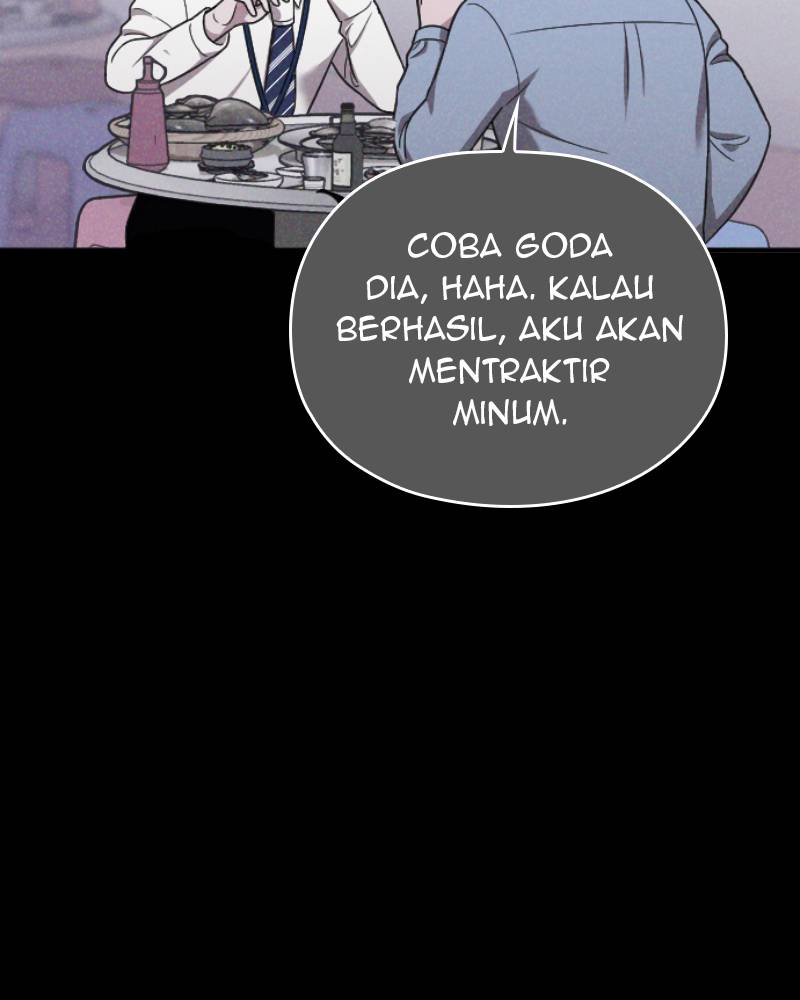 COBA GODA
DIA, HAHA. KALAU
BERHASIL, AKU AKAN
MENTRAKTIR
MINUM.